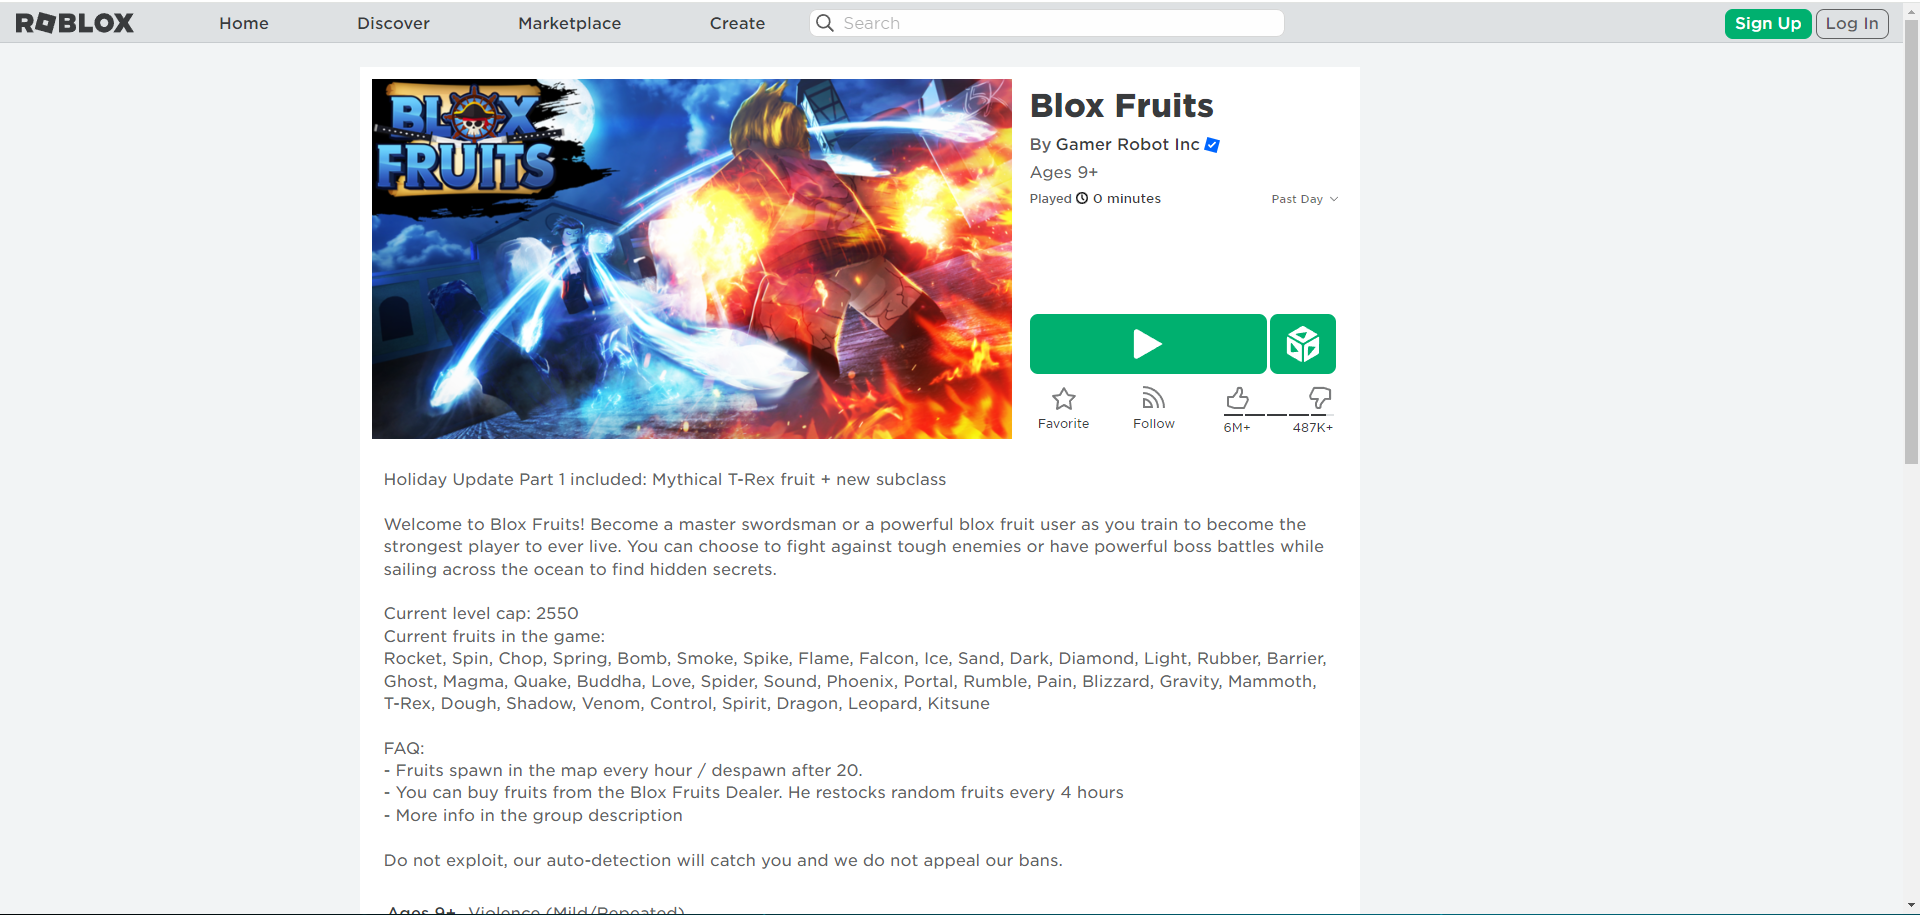 ROBLOX
Home
Discover
Marketplace
Create
Search
Sign Up
Log In
BLOX
FRUITS
Blox Fruits
By Gamer Robot Inc
Ages 9+
Played 0 minutes
Past Day
Favorite
Follow
6M+
487K+
Holiday Update Part 1 included: Mythical T-Rex fruit + new subclass
Welcome to Blox Fruits! Become a master swordsman or a powerful blox fruit user as you train to become the
strongest player to ever live. You can choose to fight against tough enemies or have powerful boss battles while
sailing across the ocean to find hidden secrets.
Current level cap: 2550
Current fruits in the game:
Rocket, Spin, Chop, Spring, Bomb, Smoke, Spike, Flame, Falcon, Ice, Sand, Dark, Diamond, Light, Rubber, Barrier,
Ghost, Magma, Quake, Buddha, Love, Spider, Sound, Phoenix, Portal, Rumble, Pain, Blizzard, Gravity, Mammoth,
T-Rex, Dough, Shadow, Venom, Control, Spirit, Dragon, Leopard, Kitsune
FAQ:
- Fruits spawn in the map every hour / despawn after 20.
- You can buy fruits from the Blox Fruits Dealer. He restocks random fruits every 4 hours
- More info in the group description
Do not exploit, our auto-detection will catch you and we do not appeal our bans.
Ages 9+ Violence (Mild/Repeated)